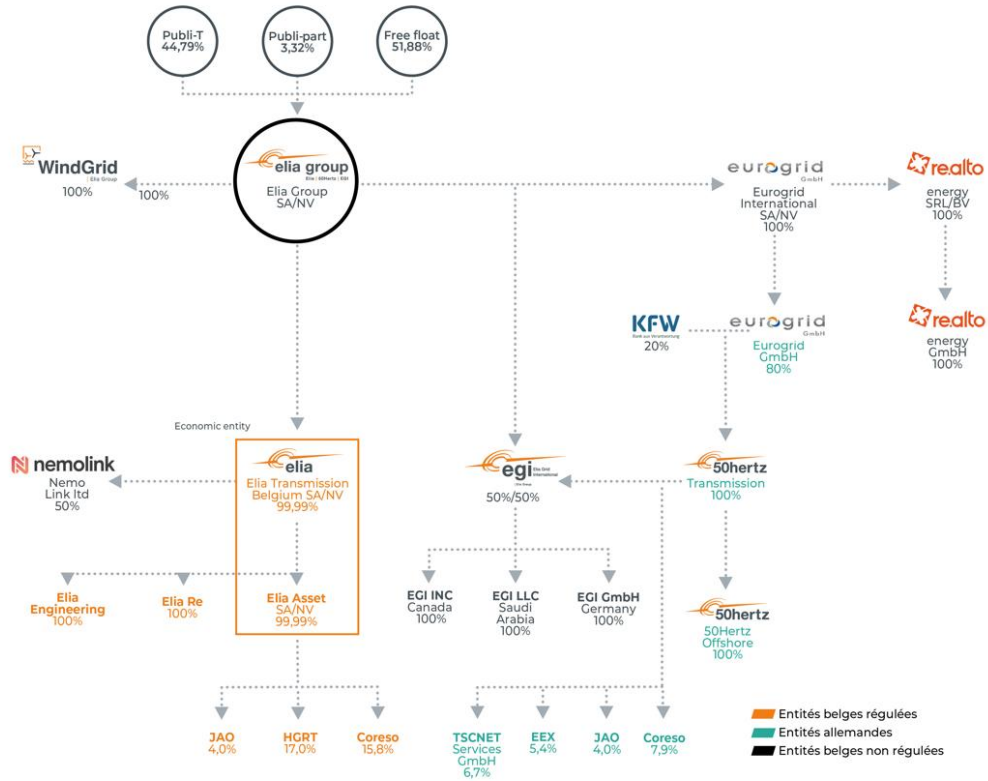 Publi-T
44,79%
Publi-part
3,32%
Free float
51,88%
WindGrid
Elia Group
100%
100%
elia group
Elia | 50Hertz | EGI
Elia Group
SA/NV
eurogrid
GmbH
Eurogrid
International
SA/NV
100%
re.alto
energy
SRL/BV
100%
KFW
Bank aus Verantwortung
20%
eurogrid
GmbH
Eurogrid
GmbH
80%
re.alto
energy
GmbH
100%
Economic entity
nemolink
Nemo
Link ltd
50%
elia
Elia Transmission
Belgium SA/NV
99,99%
egi
Elia Grid
International
Elia Group
50%/50%
50hertz
Transmission
100%
Elia
Engineering
100%
Elia Re
100%
Elia Asset
SA/NV
99,99%
EGI INC
Canada
100%
EGI LLC
Saudi
Arabia
100%
EGI GmbH
Germany
100%
50hertz
50Hertz
Offshore
100%
JAO
4,0%
HGRT
17,0%
Coreso
15,8%
TSCNET
Services
GmbH
6,7%
EEX
5,4%
JAO
4,0%
Coreso
7,9%
Entités belges régulées
Entités allemandes
Entités belges non régulées